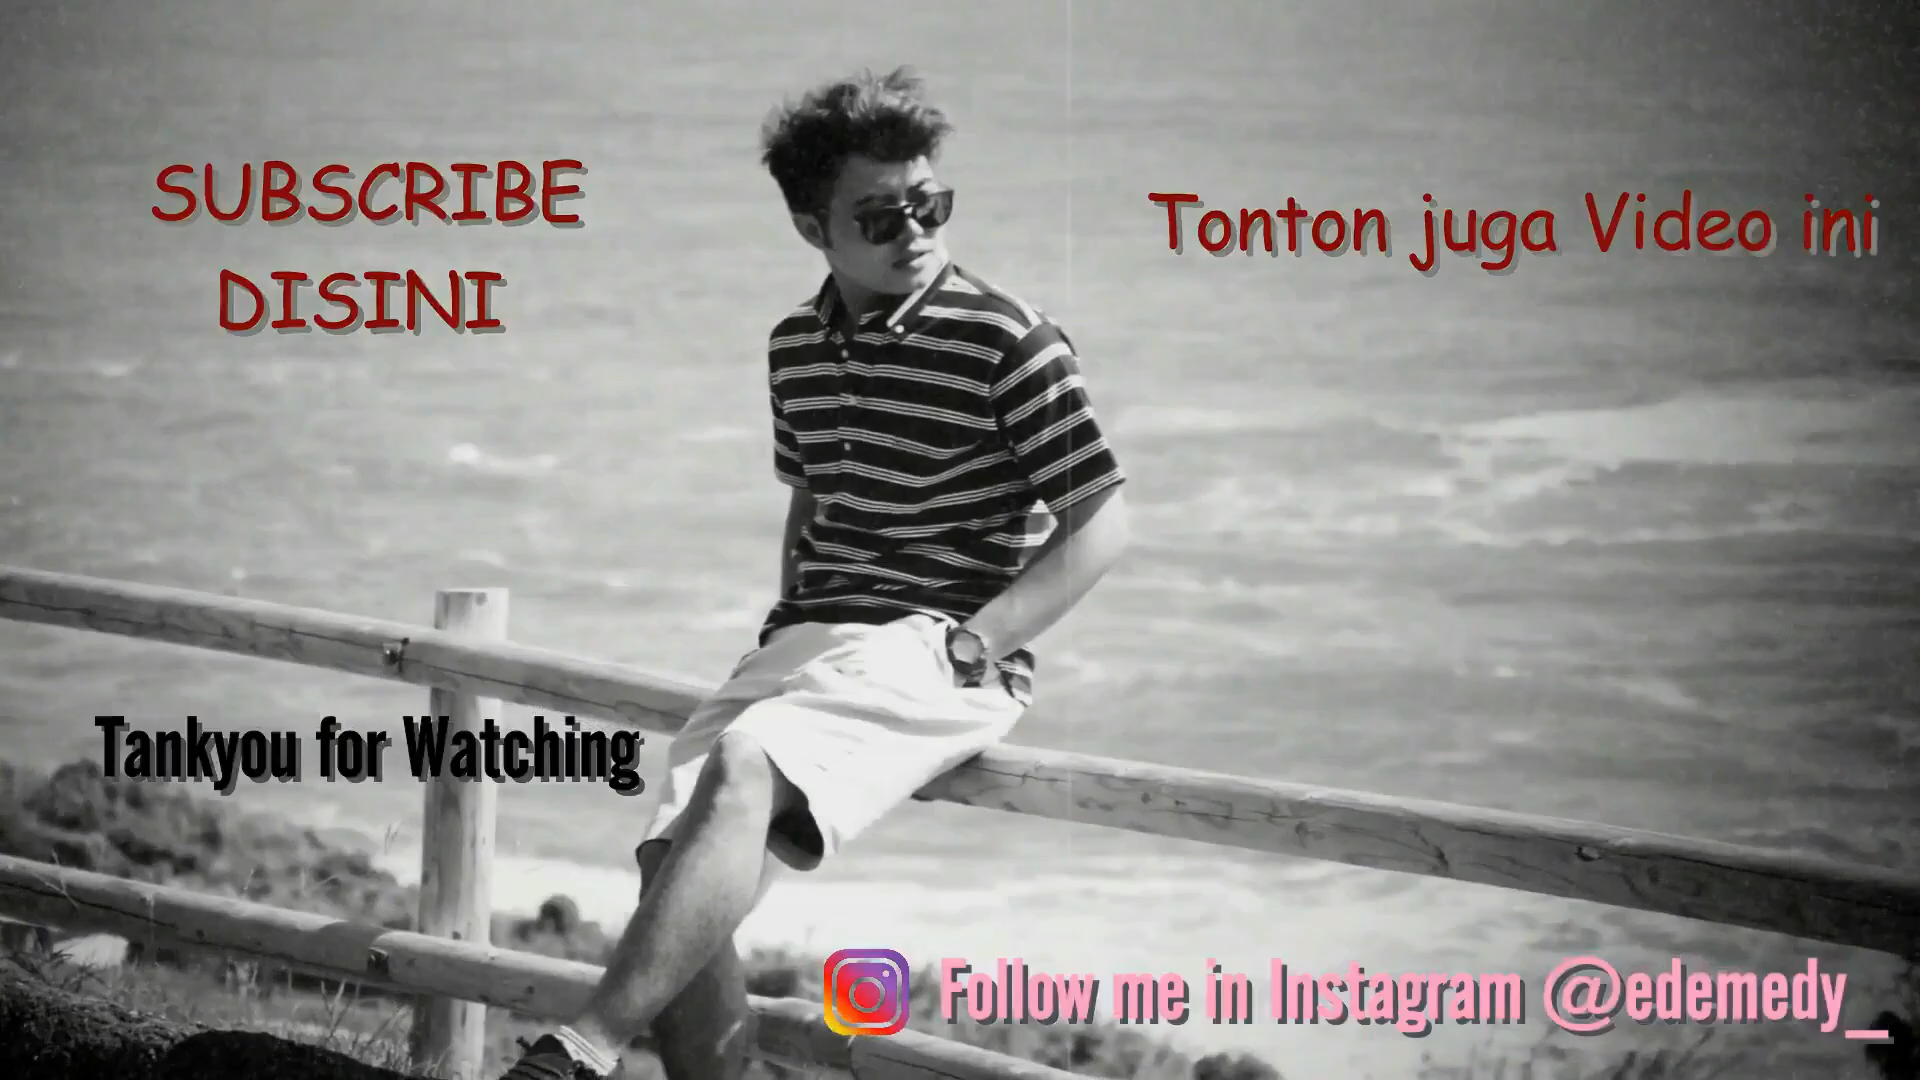 SUBSCRIBE
DISINI
Tonton juga Video ini
Tankyou for Watching
Follow me in Instagram @edemedy_